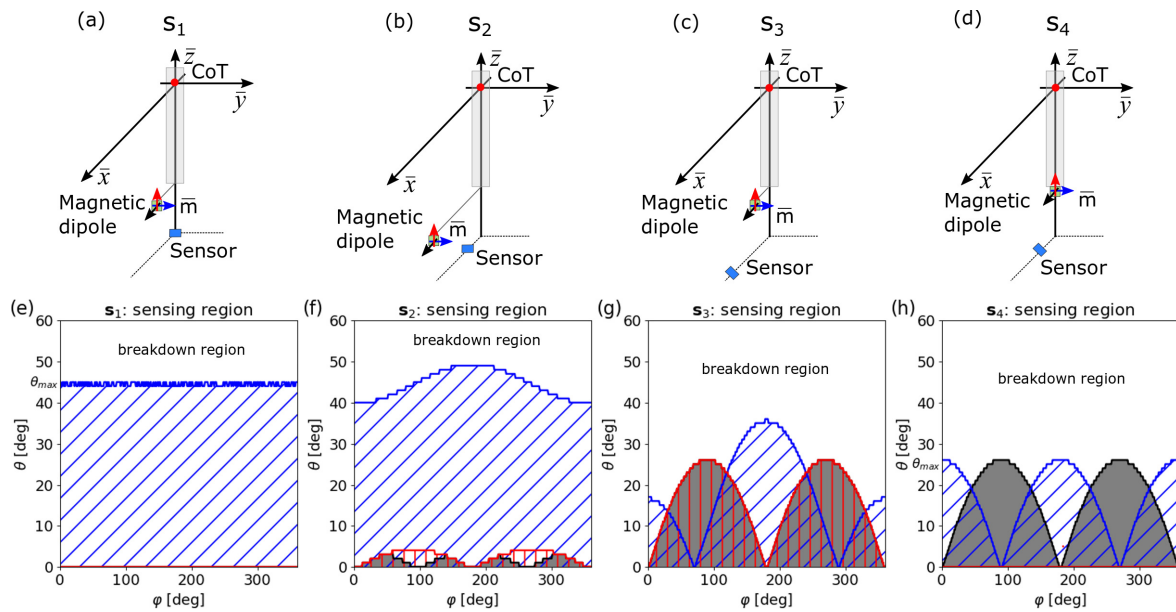 (a)
s1
z̅
CoT
y̅
x̅
Magnetic
dipole
m̅
Sensor
(b)
s2
z̅
CoT
y̅
x̅
Magnetic
dipole
m̅
Sensor
(c)
s3
z̅
CoT
y̅
x̅
Magnetic
dipole
m̅
Sensor
(d)
s4
z̅
CoT
y̅
x̅
Magnetic
dipole
m̅
Sensor
(e)
s1: sensing region
breakdown region
60
50
θmax
40
30
20
10
0
θ [deg]
0 100 200 300
φ [deg]
(f)
s2: sensing region
breakdown region
60
50
40
30
20
10
0
θ [deg]
0 100 200 300
φ [deg]
(g)
s3: sensing region
breakdown region
60
50
40
30
20
10
0
θ [deg]
0 100 200 300
φ [deg]
(h)
s4: sensing region
breakdown region
60
50
40
30
θmax
20
10
0
θ [deg]
0 100 200 300
φ [deg]